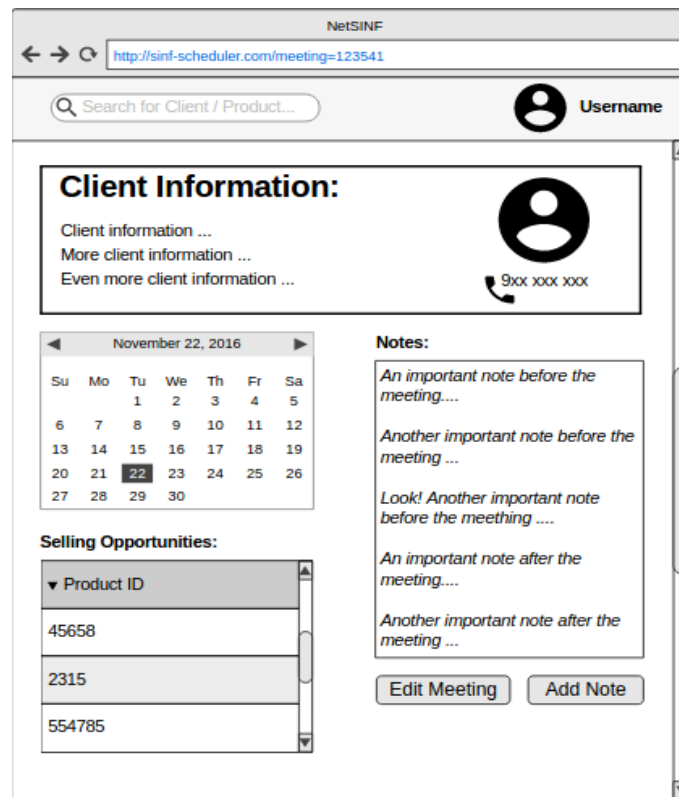 NetSINF
http://sinf-scheduler.com/meeting=123541
Search for Client / Product...
Username
Client Information:
Client information ...
More client information ...
Even more client information ...
9xx xxx xxx
November 22, 2016
Su Mo Tu We Th Fr Sa
1 2 3 4 5
6 7 8 9 10 11 12
13 14 15 16 17 18 19
20 21 22 23 24 25 26
27 28 29 30
Selling Opportunities:
Product ID
45658
2315
554785
Notes:
An important note before the
meeting....
Another important note before the
meeting ...
Look! Another important note
before the meething ....
An important note after the
meeting....
Another important note after the
meeting ...
Edit Meeting
Add Note